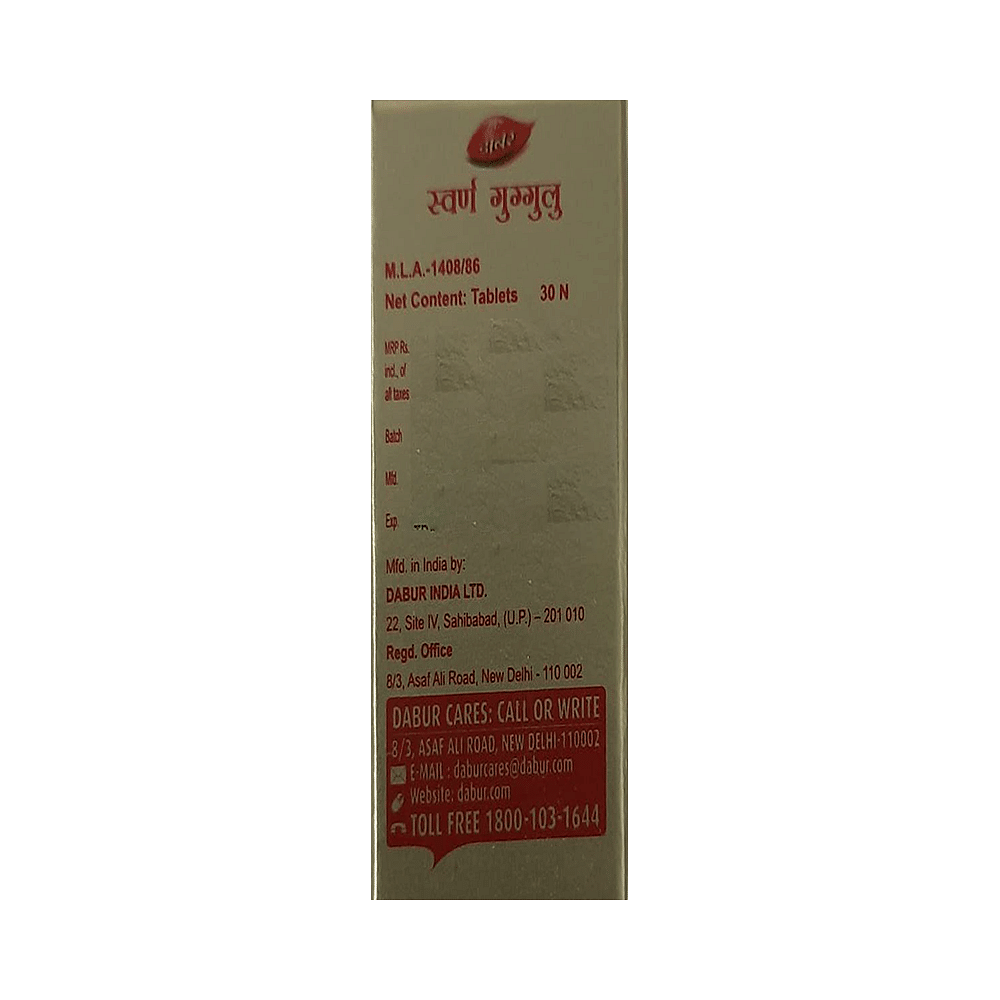 डाबर
स्वर्ण गुग्गुलु
M.L.A.-1408/86
Net Content: Tablets 30 N
MRP Rs.
incl., of
all taxes
Batch
Mfd.
Exp.
Mfd. in India by:
DABUR INDIA LTD.
22, Site IV, Sahibabad, (U.P.) – 201 010
Regd. Office
8/3, Asaf Ali Road, New Delhi - 110 002
DABUR CARES: CALL OR WRITE
8/3, ASAF ALI ROAD, NEW DELHI-110002
E-MAIL : daburcares@dabur.com
Website: dabur.com
TOLL FREE 1800-103-1644